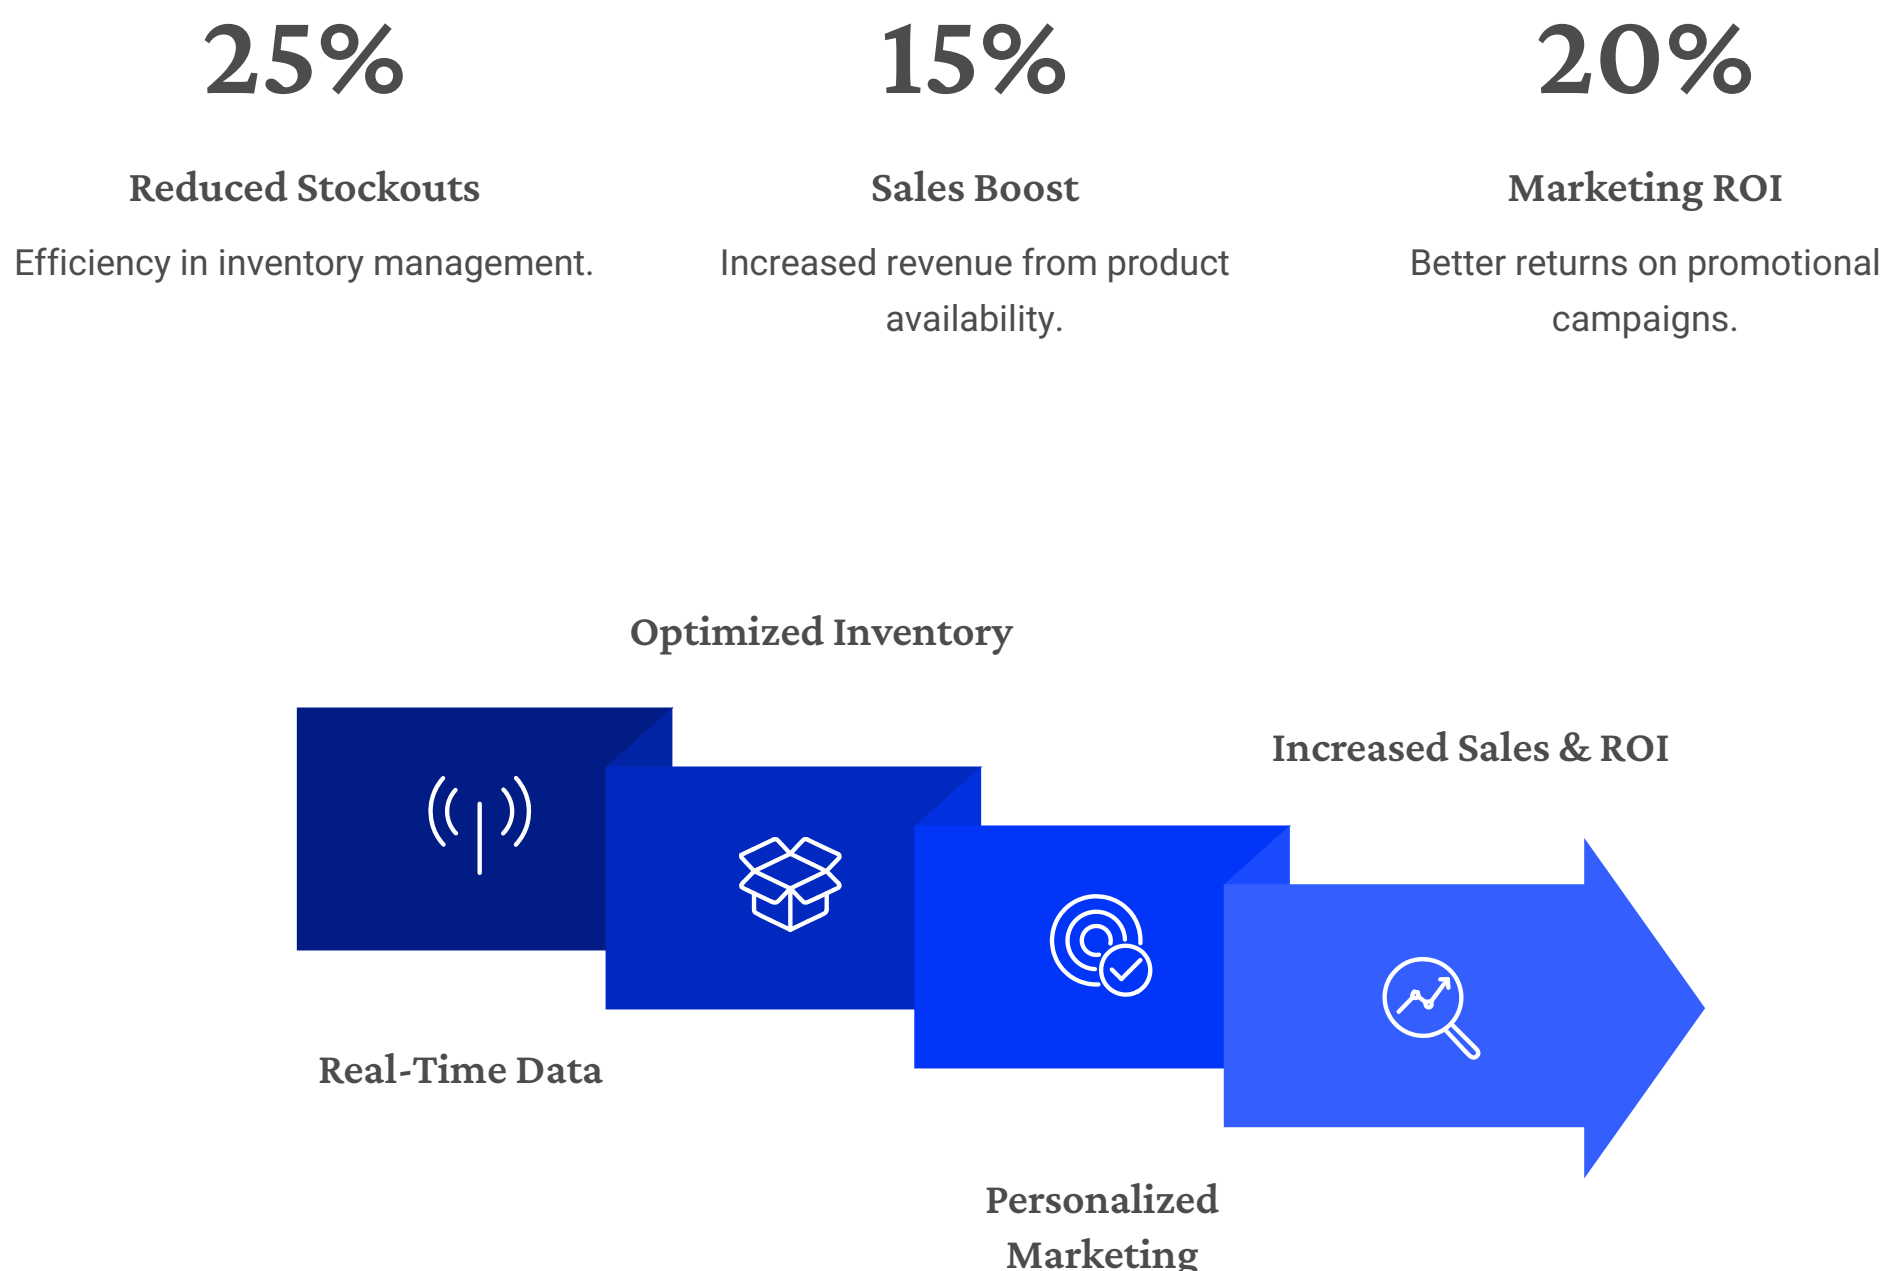 25%
15%
20%
Reduced Stockouts
Sales Boost
Marketing ROI
Efficiency in inventory management.
Increased revenue from product
availability.
Better returns on promotional
campaigns.
Optimized Inventory
Increased Sales & ROI
Real-Time Data
Personalized
Marketing